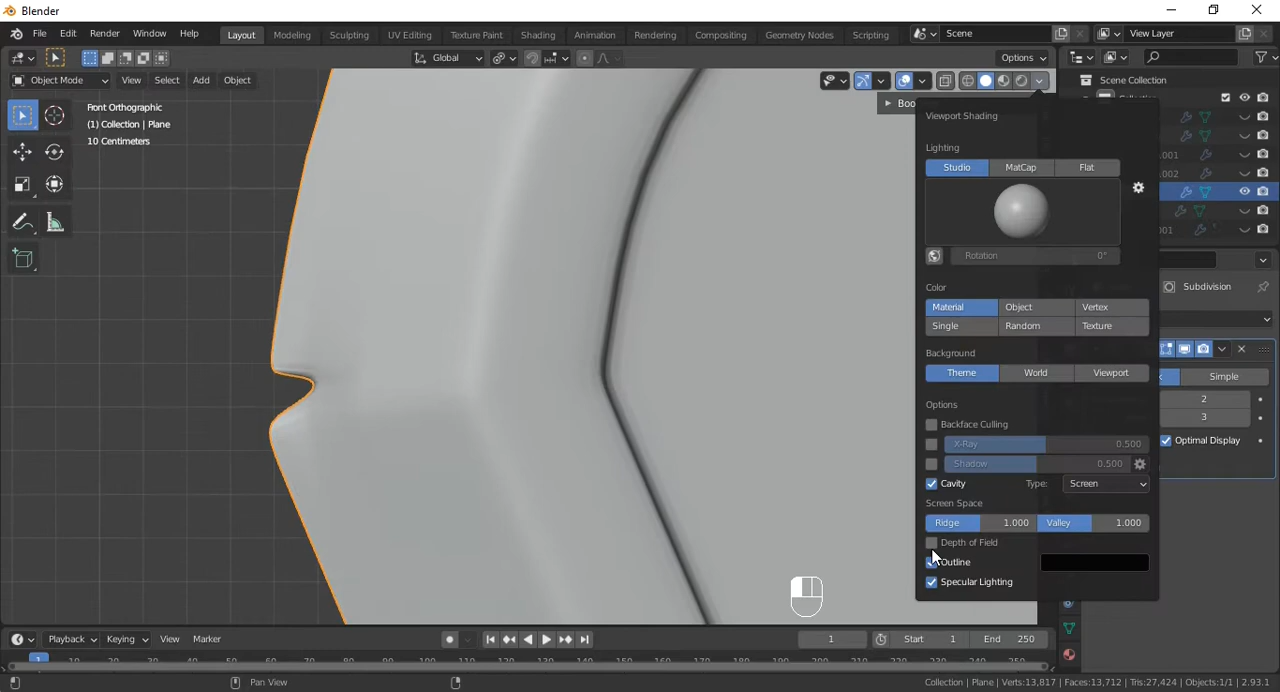 Blender
File Edit Render Window Help Layout Modeling Sculpting UV Editing Texture Paint Shading Animation Rendering Compositing Geometry Nodes Scripting Scene View Layer
Global Options
Object Mode View Select Add Object Scene Collection
Front Orthographic
(1) Collection | Plane
10 Centimeters
Viewport Shading
Lighting
Studio MatCap Flat
.001
.002
001
Rotation 0°
Color
Material Object Vertex
Single Random Texture
Background
Theme World Viewport
Subdivision
Simple
2
3
Optimal Display
Options
Backface Culling
X-Ray 0.500
Shadow 0.500
Cavity Type: Screen
Screen Space
Ridge 1.000 Valley 1.000
Depth of Field
Outline
Specular Lighting
Playback Keying View Marker 1 Start 1 End 250
1
Pan View Collection | Plane | Verts:13,817 | Faces:13,712 | Tris:27,424 | Objects:1/1 | 2.93.1